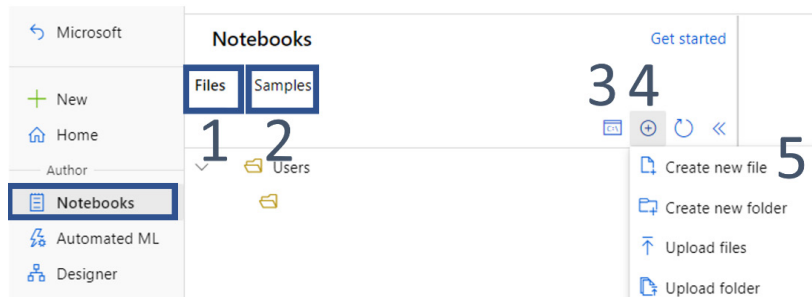 Microsoft
Notebooks
Get started
Files
Samples
3 4
New
1
2
C:\
Home
Users
Author
Create new file
5
Notebooks
Create new folder
Automated ML
Upload files
Designer
Upload folder